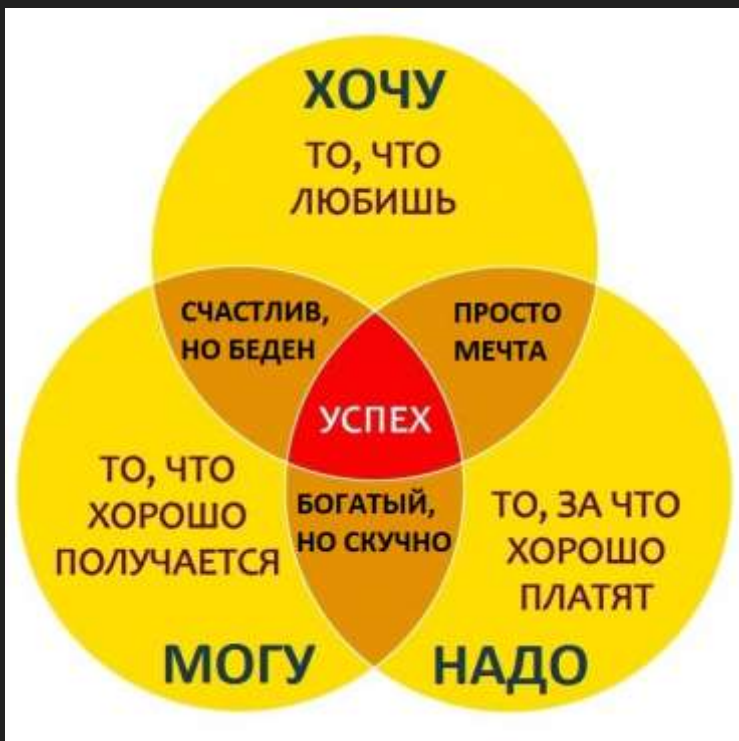 ХОЧУ
ТО, ЧТО
ЛЮБИШЬ
СЧАСТЛИВ,
НО БЕДЕН
ПРОСТО
МЕЧТА
УСПЕХ
ТО, ЧТО
ХОРОШО
ПОЛУЧАЕТСЯ
БОГАТЫЙ,
НО СКУЧНО
ТО, ЗА ЧТО
ХОРОШО
ПЛАТЯТ
МОГУ
НАДО